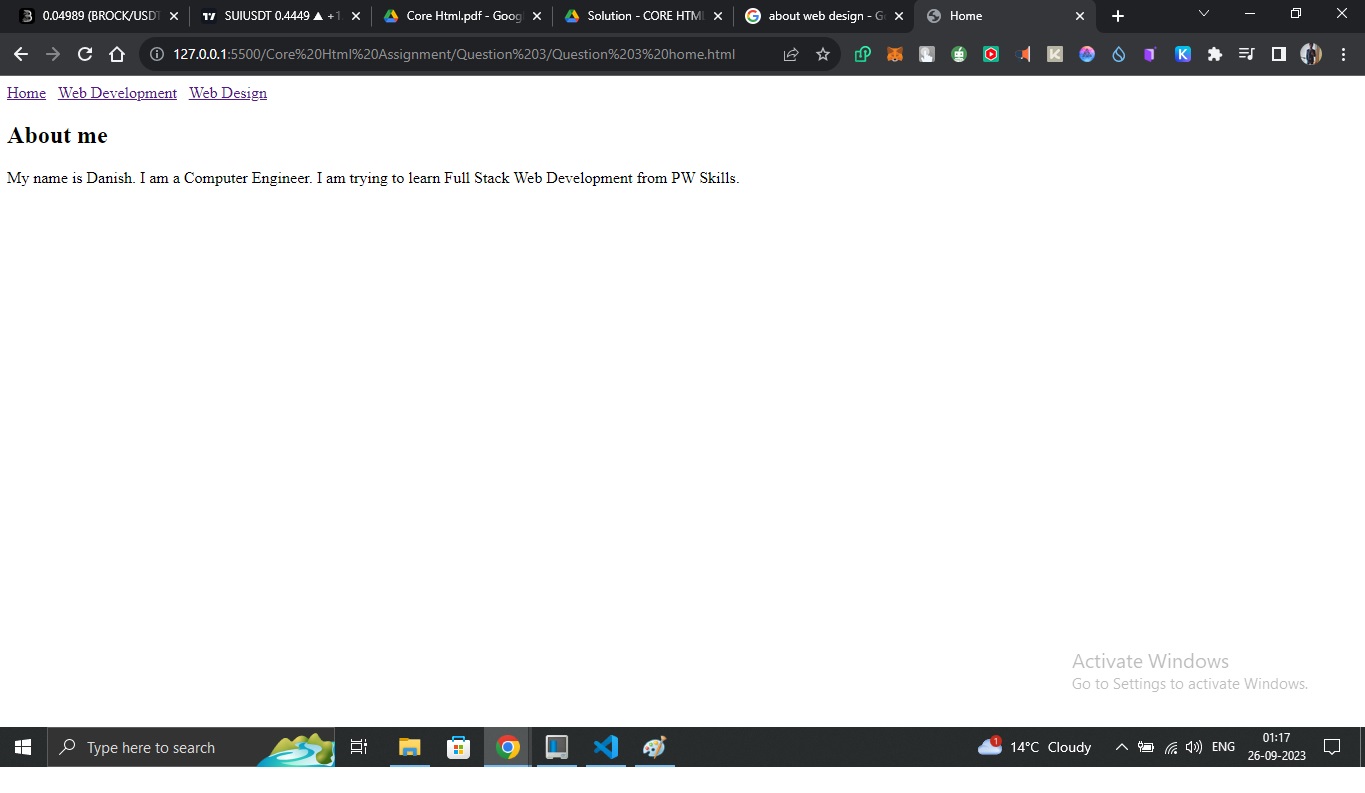 0.04989 (BROCK/USDT
SUIUSDT 0.4449 ▲ +1.
Core Html.pdf - Goog
Solution - CORE HTML
about web design - G
Home
127.0.0.1:5500/Core%20Html%20Assignment/Question%203/Question%203%20home.html
Home Web Development Web Design
About me
My name is Danish. I am a Computer Engineer. I am trying to learn Full Stack Web Development from PW Skills.
Activate Windows
Go to Settings to activate Windows.
Type here to search
1
14°C Cloudy
ENG
01:17
26-09-2023